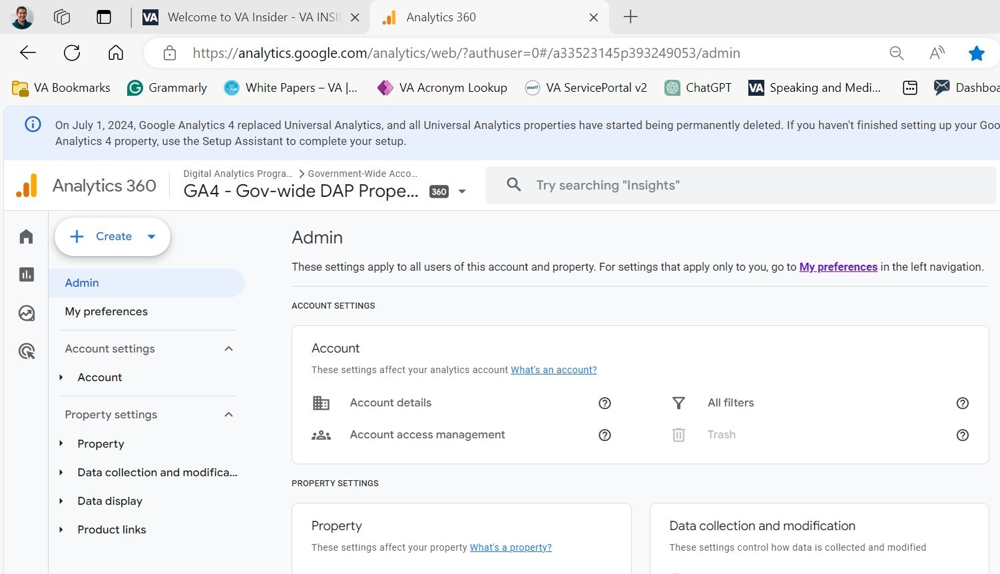 VA Welcome to VA Insider - VA INSI
Analytics 360
https://analytics.google.com/analytics/web/?authuser=0#/a33523145p393249053/admin
VA Bookmarks Grammarly White Papers – VA |... VA Acronym Lookup yourIT VA ServicePortal v2 ChatGPT VA Speaking and Medi... Dashboa
On July 1, 2024, Google Analytics 4 replaced Universal Analytics, and all Universal Analytics properties have started being permanently deleted. If you haven't finished setting up your Goo
Analytics 4 property, use the Setup Assistant to complete your setup.
Analytics 360
Digital Analytics Progra... > Government-Wide Acco...
GA4 - Gov-wide DAP Prope... 360
Try searching "Insights"
Create
Admin
My preferences
Account settings
Account
Property settings
Property
Data collection and modifica...
Data display
Product links
Admin
These settings apply to all users of this account and property. For settings that apply only to you, go to My preferences in the left navigation.
ACCOUNT SETTINGS
Account
These settings affect your analytics account What's an account?
Account details
All filters
Account access management
Trash
PROPERTY SETTINGS
Property
These settings affect your property What's a property?
Data collection and modification
These settings control how data is collected and modified